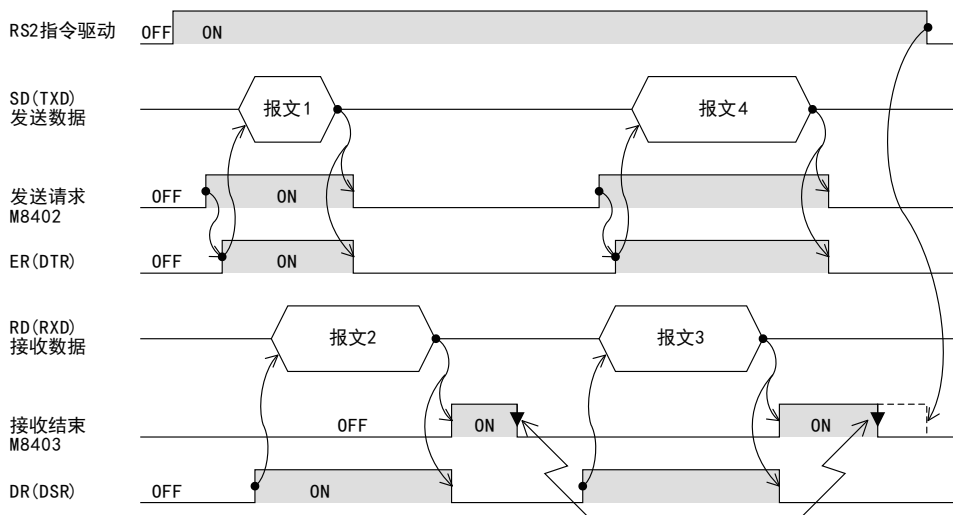 RS2指令驱动 OFF ON
SD(TXD)
发送数据
报文1 报文4
发送请求
M8402
OFF ON
ER(DTR) OFF ON
RD(RXD)
接收数据
报文2 报文3
接收结束
M8403
OFF ON ON
DR(DSR) OFF ON